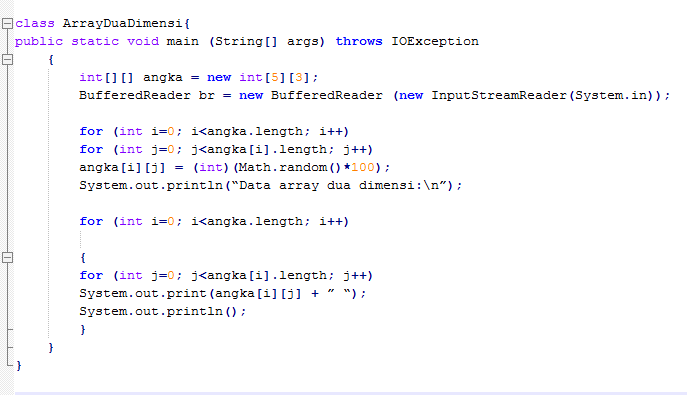 class ArrayDuaDimensi{
public static void main (String[] args) throws IOException
{
int[][] angka = new int[5][3];
BufferedReader br = new BufferedReader (new InputStreamReader(System.in));
for (int i=0; i<angka.length; i++)
for (int j=0; j<angka[i].length; j++)
angka[i][j] = (int)(Math.random()*100);
System.out.println(“Data array dua dimensi:\n”);
for (int i=0; i<angka.length; i++)
{
for (int j=0; j<angka[i].length; j++)
System.out.print(angka[i][j] + ” “);
System.out.println();
}
}
}